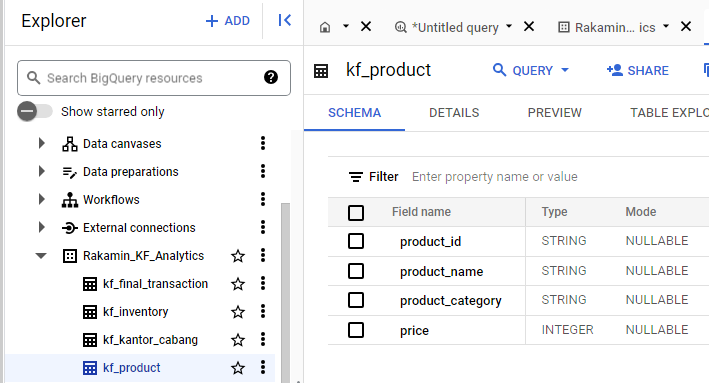 Explorer
+ ADD
Search BigQuery resources
?
Show starred only
Data canvases
Data preparations
Workflows
External connections
Rakamin_KF_Analytics
kf_final_transaction
kf_inventory
kf_kantor_cabang
kf_product
*Untitled query
Rakamin… ics
kf_product
QUERY
SHARE
SCHEMA
DETAILS
PREVIEW
TABLE EXPLO
Filter Enter property name or value
Field name Type Mode
product_id STRING NULLABLE
product_name STRING NULLABLE
product_category STRING NULLABLE
price INTEGER NULLABLE